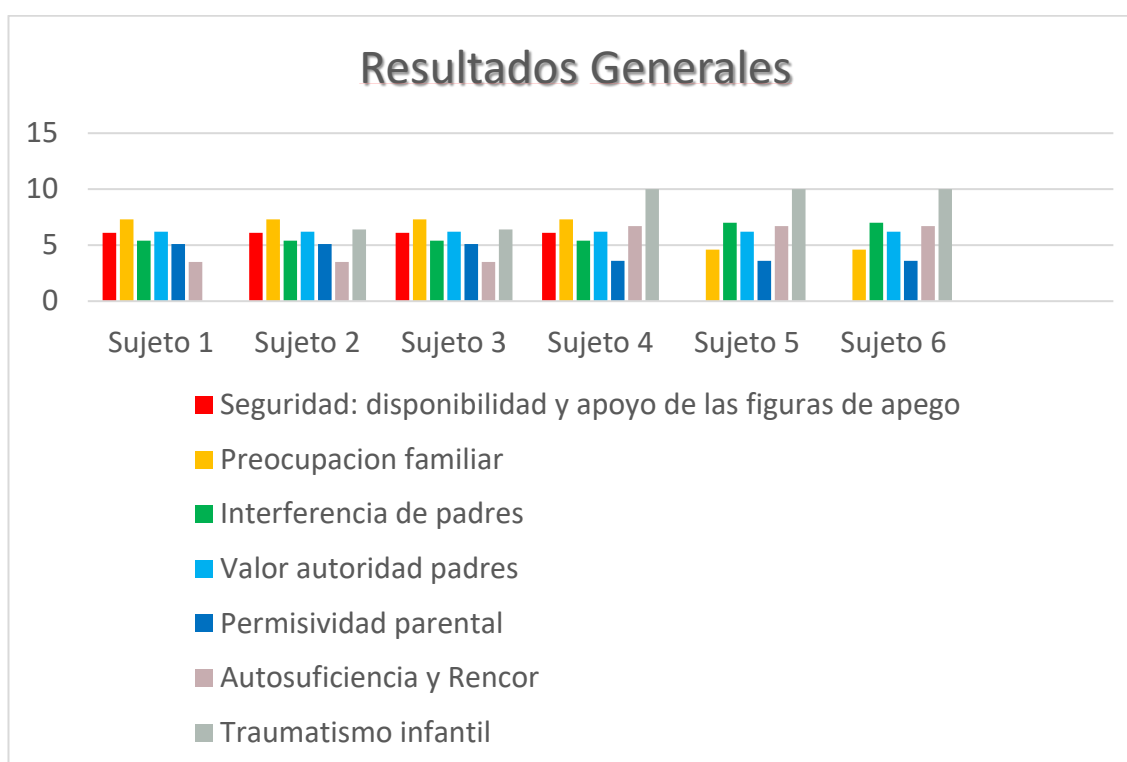 Resultados Generales
15
10
5
0
Sujeto 1 Sujeto 2 Sujeto 3 Sujeto 4 Sujeto 5 Sujeto 6
Seguridad: disponibilidad y apoyo de las figuras de apego
Preocupacion familiar
Interferencia de padres
Valor autoridad padres
Permisividad parental
Autosuficiencia y Rencor
Traumatismo infantil